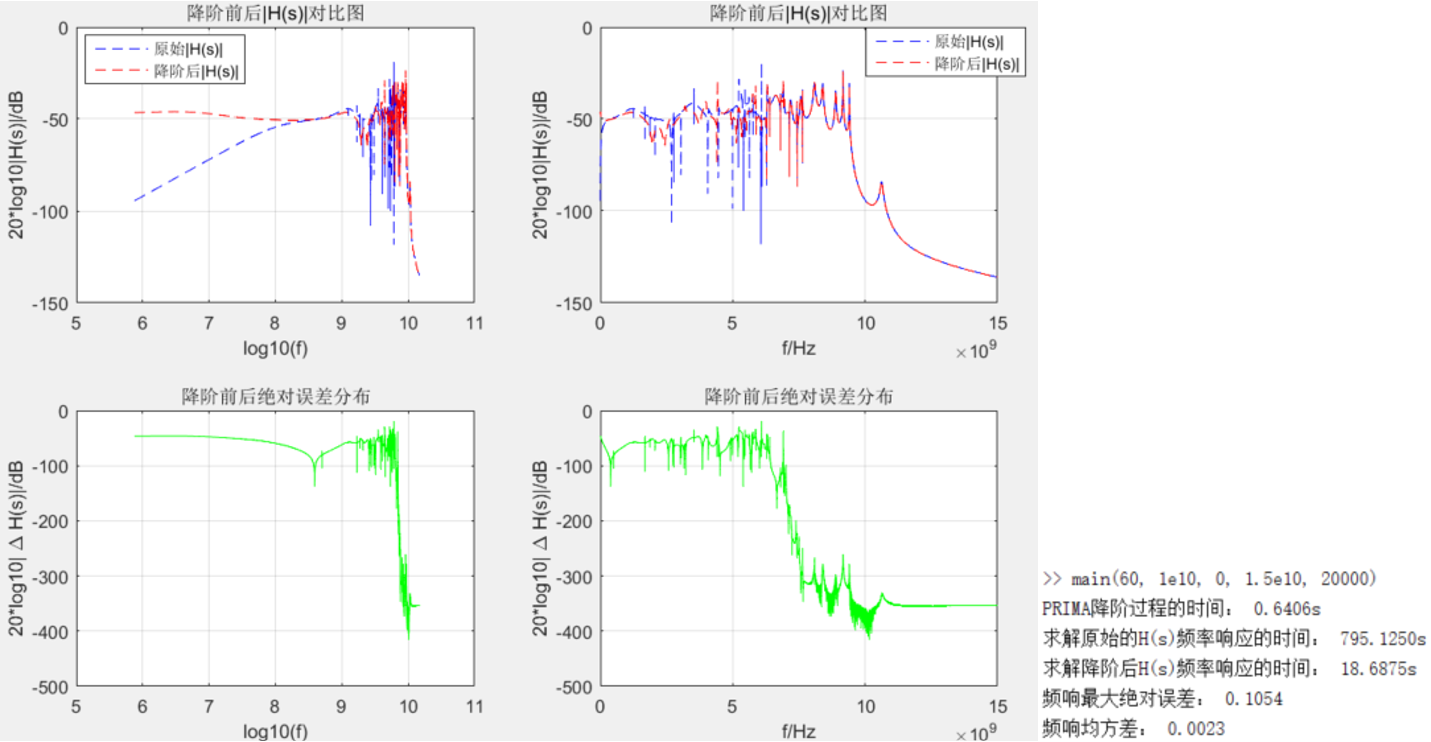 降阶前后|H(s)|对比图
0
-50
-100
-150
20*log10|H(s)|/dB
原始|H(s)|
降阶后|H(s)|
5 6 7 8 9 10 11
log10(f)
降阶前后|H(s)|对比图
0
-50
-100
-150
20*log10|H(s)|/dB
原始|H(s)|
降阶后|H(s)|
0 5 10 15
f/Hz
×10⁹
降阶前后绝对误差分布
0
-100
-200
-300
-400
-500
20*log10| △ H(s)|/dB
5 6 7 8 9 10 11
log10(f)
降阶前后绝对误差分布
0
-100
-200
-300
-400
-500
20*log10| △ H(s)|/dB
0 5 10 15
f/Hz
×10⁹
>> main(60, 1e10, 0, 1.5e10, 20000)
PRIMA降阶过程的时间： 0.6406s
求解原始的H(s)频率响应的时间： 795.1250s
求解降阶后H(s)频率响应的时间： 18.6875s
频响最大绝对误差： 0.1054
频响均方差： 0.0023